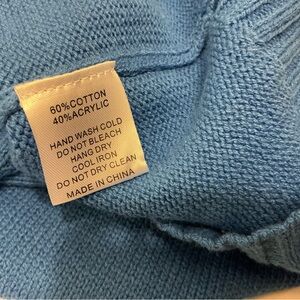 60%COTTON
40%ACRYLIC
HAND WASH COLD
DO NOT BLEACH
HANG DRY
COOL IRON
DO NOT DRY CLEAN
MADE IN CHINA